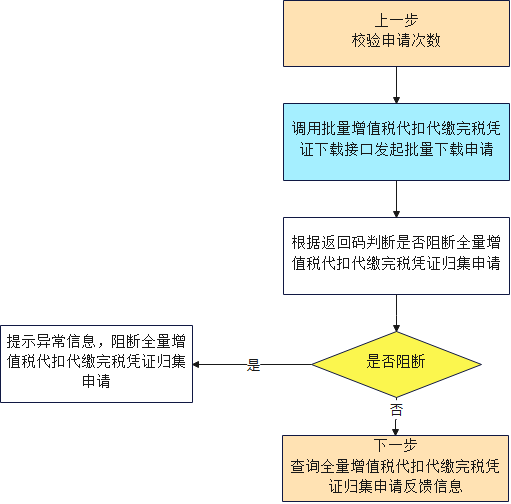 上一步
校验申请次数
调用批量增值税代扣代缴完税凭
证下载接口发起批量下载申请
根据返回码判断是否阻断全量增
值税代扣代缴完税凭证归集申请
是否阻断
是
提示异常信息，阻断全量增
值税代扣代缴完税凭证归集
申请
否
下一步
查询全量增值税代扣代缴完税凭
证归集申请反馈信息